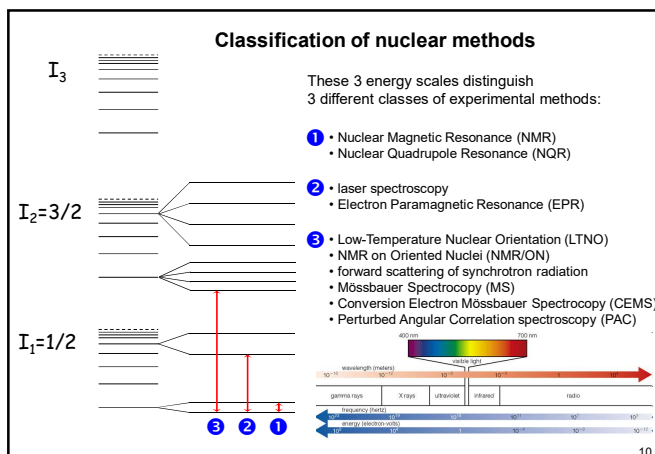 Classification of nuclear methods
I₃
These 3 energy scales distinguish
3 different classes of experimental methods:
❶ • Nuclear Magnetic Resonance (NMR)
• Nuclear Quadrupole Resonance (NQR)
I₂=3/2
❷ • laser spectroscopy
• Electron Paramagnetic Resonance (EPR)
❸ • Low-Temperature Nuclear Orientation (LTNO)
• NMR on Oriented Nuclei (NMR/ON)
• forward scattering of synchrotron radiation
• Mössbauer Spectroscopy (MS)
• Conversion Electron Mössbauer Spectroscopy (CEMS)
• Perturbed Angular Correlation spectroscopy (PAC)
I₁=1/2
❸ ❷ ❶
400 nm 700 nm
visible light
wavelength (meters)
gamma rays X rays ultraviolet infrared radio
frequency (hertz)
energy (electron-volts)
10